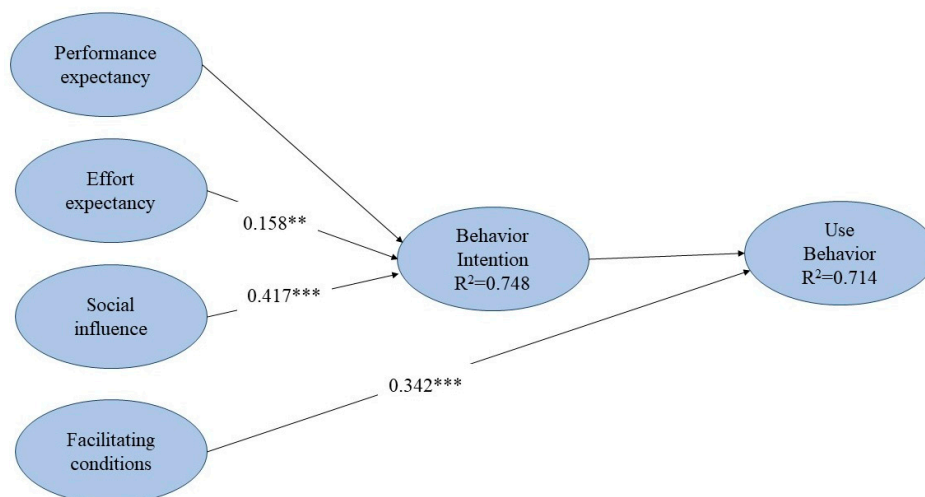 Performance
expectancy
Effort
expectancy
0.158**
Social
influence
0.417***
Facilitating
conditions
0.342***
Behavior
Intention
R²=0.748
Use
Behavior
R²=0.714